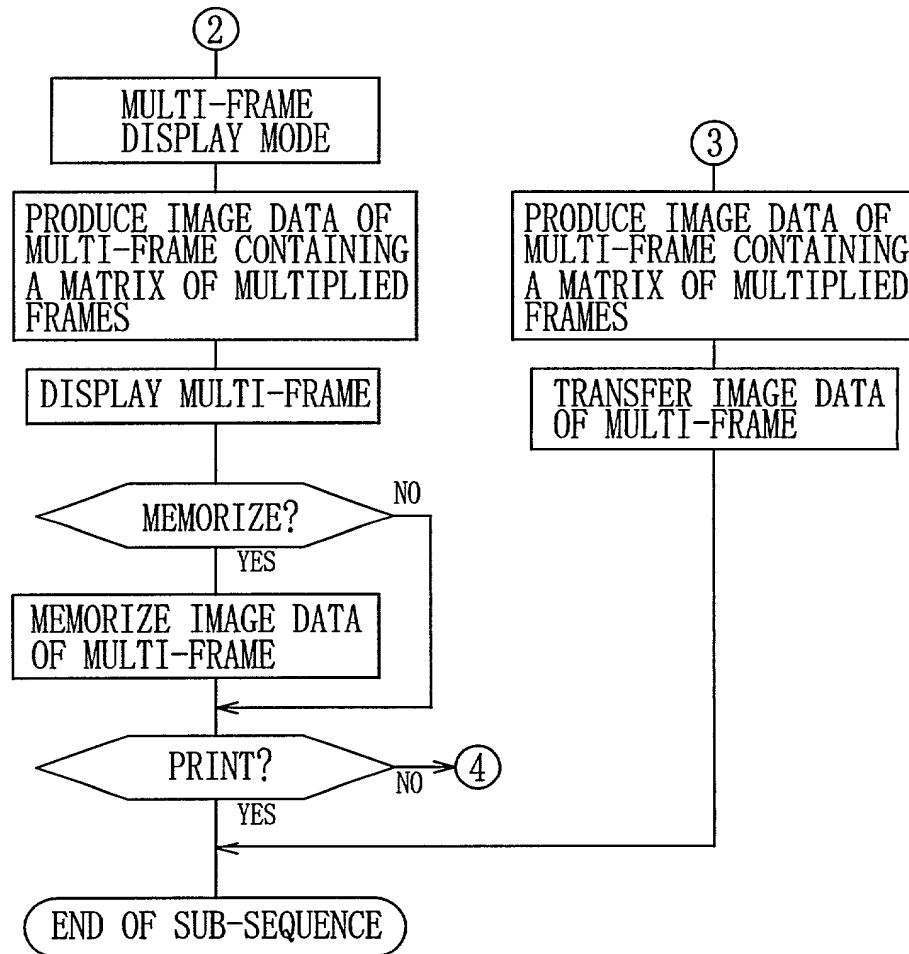 2
MULTI-FRAME
DISPLAY MODE
PRODUCE IMAGE DATA OF
MULTI-FRAME CONTAINING
A MATRIX OF MULTIPLIED
FRAMES
DISPLAY MULTI-FRAME
MEMORIZE?
NO
YES
MEMORIZE IMAGE DATA
OF MULTI-FRAME
PRINT?
NO
4
YES
3
PRODUCE IMAGE DATA OF
MULTI-FRAME CONTAINING
A MATRIX OF MULTIPLIED
FRAMES
TRANSFER IMAGE DATA
OF MULTI-FRAME
END OF SUB-SEQUENCE